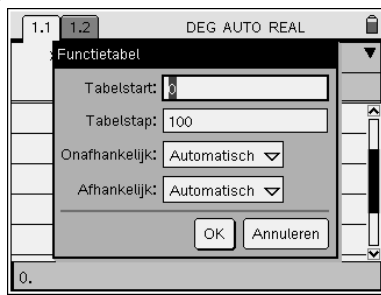 1.1 1.2 DEG AUTO REAL
Functietabel
Tabelstart: 0
Tabelstap: 100
Onafhankelijk: Automatisch
Afhankelijk: Automatisch
OK Annuleren
0.